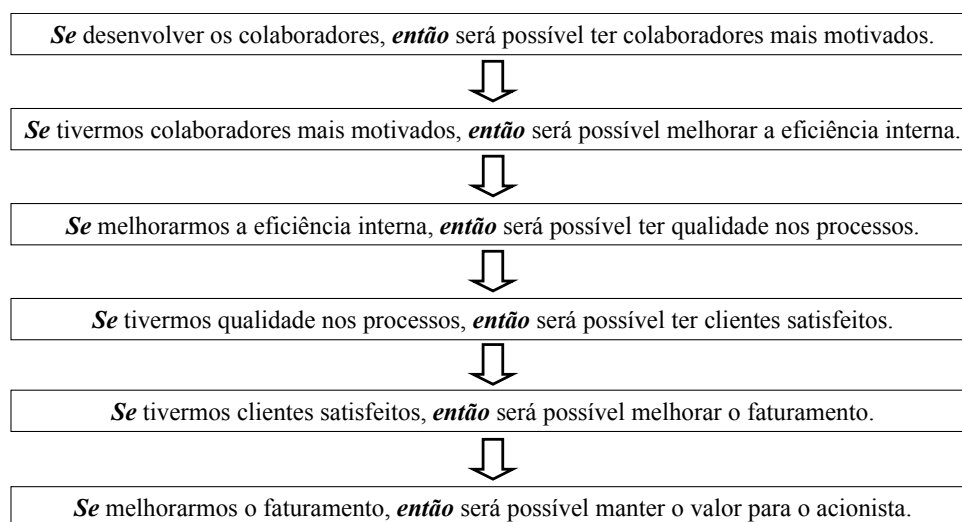 Se desenvolver os colaboradores, então será possível ter colaboradores mais motivados.
Se tivermos colaboradores mais motivados, então será possível melhorar a eficiência interna.
Se melhorarmos a eficiência interna, então será possível ter qualidade nos processos.
Se tivermos qualidade nos processos, então será possível ter clientes satisfeitos.
Se tivermos clientes satisfeitos, então será possível melhorar o faturamento.
Se melhorarmos o faturamento, então será possível manter o valor para o acionista.